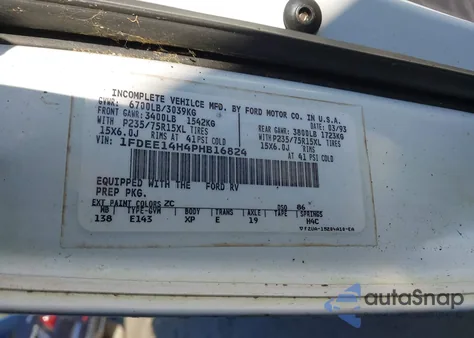 INCOMPLETE VEHILCE MFD. BY FORD MOTOR CO. IN U.S.A.
GVWR: 6700LB/3039KG DATE: 03/93
FRONT GAWR: 3400LB 1542KG REAR GAWR: 3800LB 1723KG
WITH P235/75R15XL TIRES WITH P235/75R15XL TIRES
15X6.0J RIMS AT 41 PSI COLD 15X6.0J RIMS AT 41 PSI COLD
VIN: 1FDEE14H4PHB16824
EQUIPPED WITH THE FORD RV
PREP PKG.
EXT PAINT COLORS ZC DSO 86
WB TYPE-GVM BODY TRANS AXLE TAPE SPRINGS
138 E143 XP E 19 H4C
autoSnap